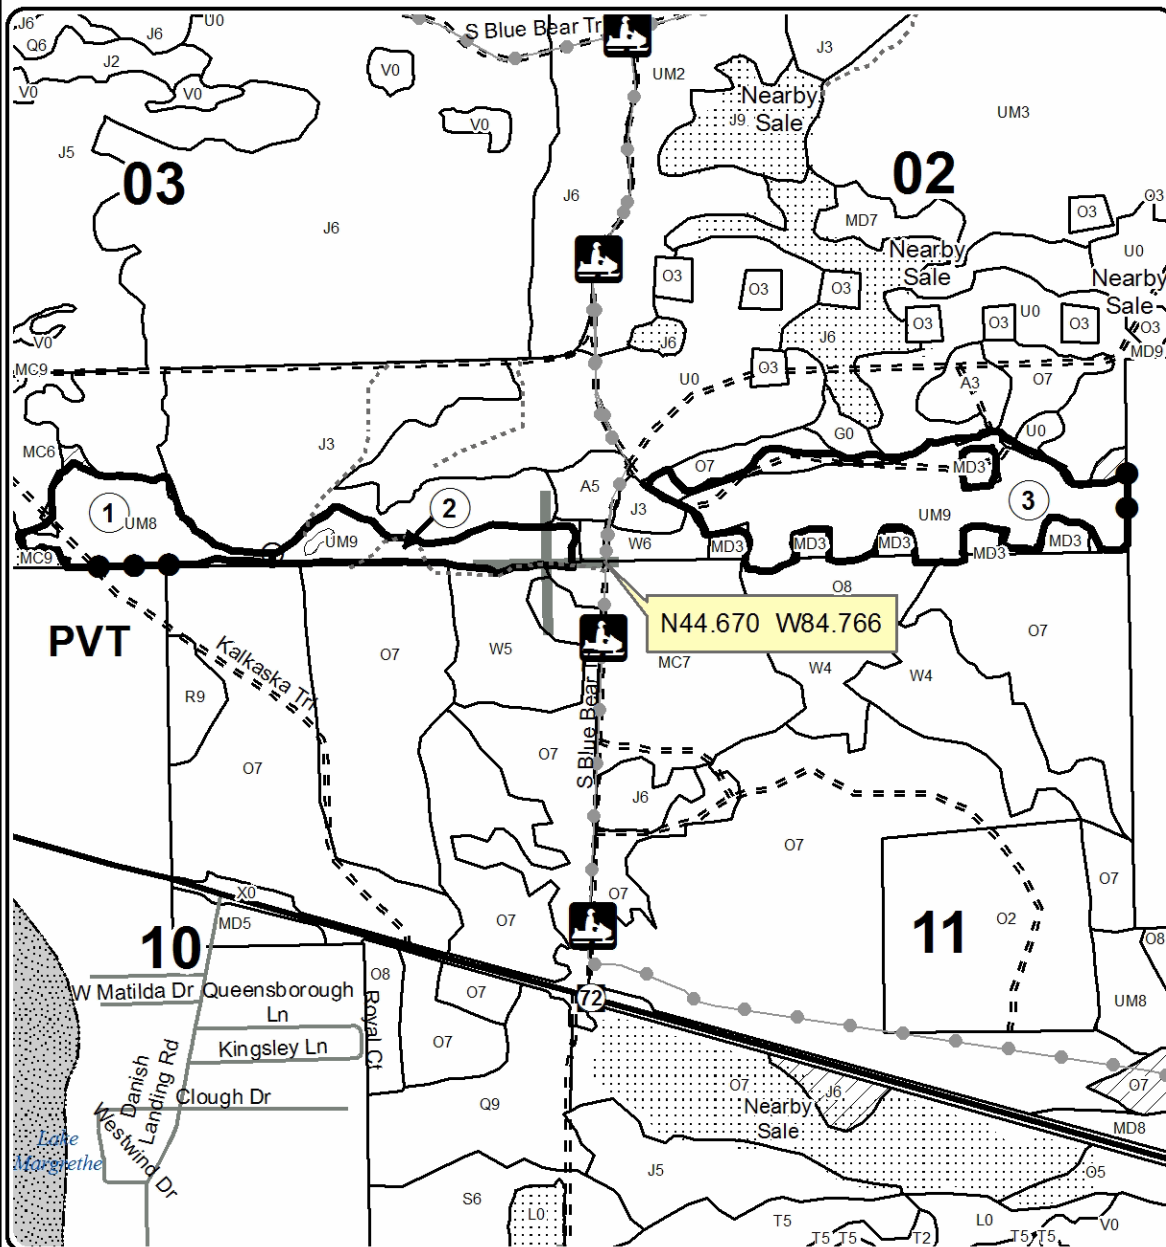 J6
U0
S Blue Bear Tr
Q6
J6
J3
J2
V0
UM2
V0
V0
Nearby
Sale
J9
UM3
V0
J5
03
02
J6
J6
O3
O3
MD7
Nearby
Sale
U0
Nearby
Sale
O3
O3
O3
U0
O3
O3
O3
O3
V0
J6
J6
MC9
O3
MD9
U0
A3
O7
J3
G0
U0
MC6
O7
MD3
A5
1
UM8
2
J3
UM9
3
UM9
W6
MD3
MD3
MD3
MD3
MD3
MC9
O8
N44.670 W84.766
PVT
Kalkaska Trl
O7
W5
MC7
W4
W4
O7
R9
S Blue Bear Tr
O7
O7
J6
O7
O7
X0
O7
O7
MD5
10
11
O2
O8
O8
W Matilda Dr
Queensborough
Ln
O7
72
UM8
Royal Ct
Kingsley Ln
O7
Danish
Landing Rd
Clough Dr
Q9
O7
J6
O7
Nearby
Sale
MD8
Westwind Dr
Lake
Margrethe
J5
O5
S6
L0
T5
L0
V0
T5
T5
T2
T5
T5